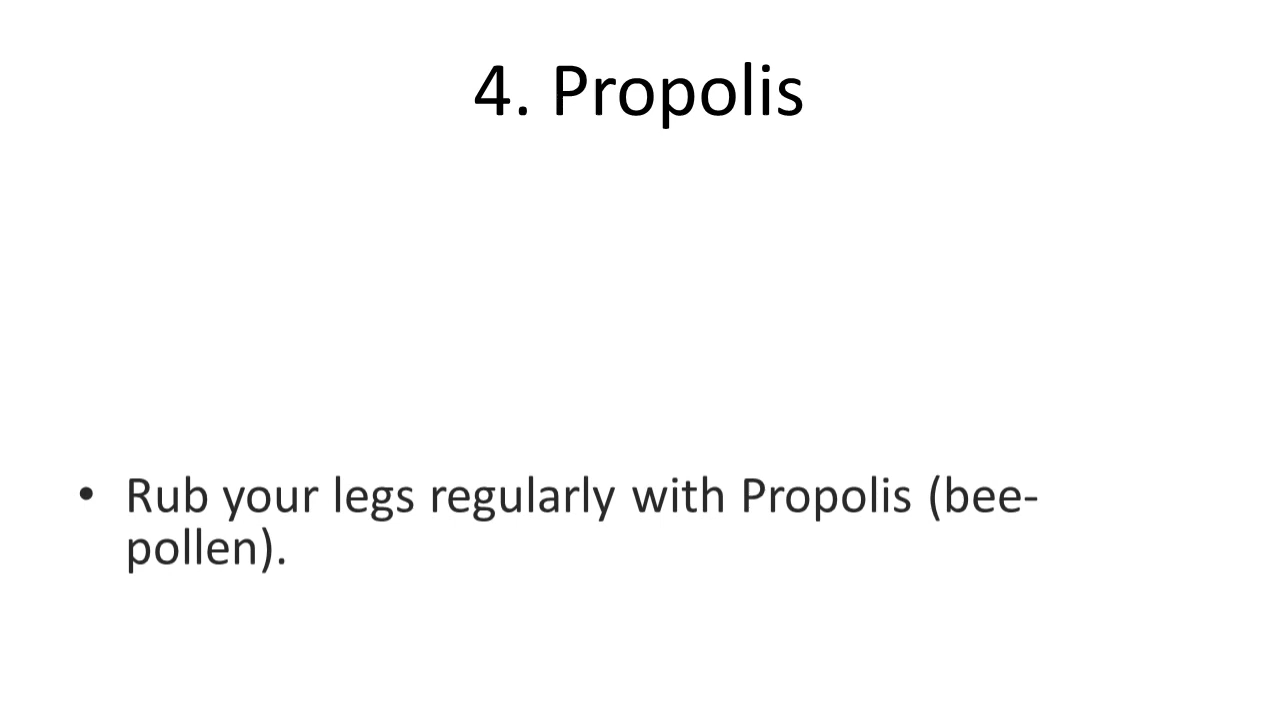 4. Propolis
• Rub your legs regularly with Propolis (bee-
pollen).